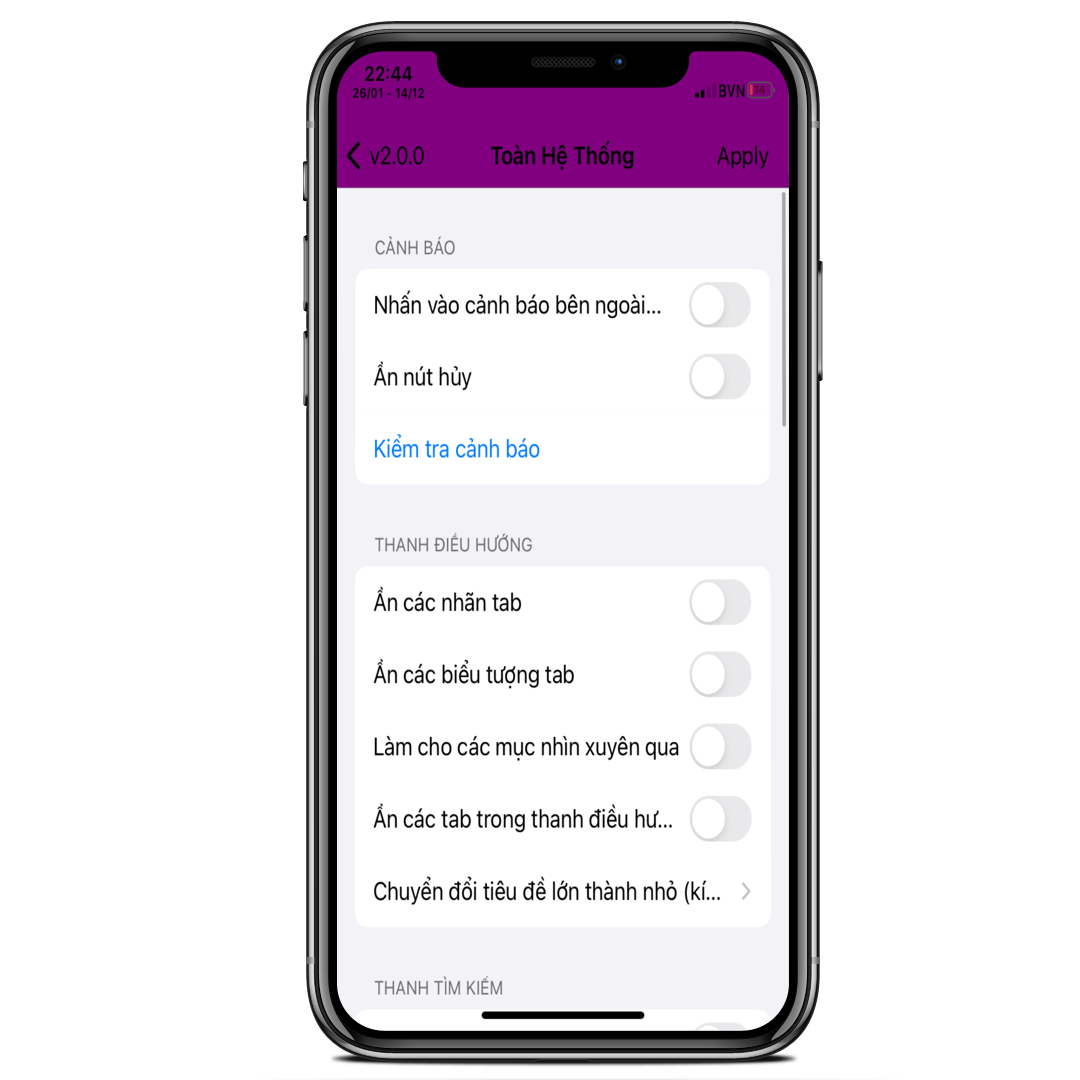 22:44
26/01 - 14/12
BVN 14
v2.0.0 Toàn Hệ Thống Apply
CẢNH BÁO
Nhấn vào cảnh báo bên ngoài...
Ẩn nút hủy
Kiểm tra cảnh báo
THANH ĐIỀU HƯỚNG
Ẩn các nhãn tab
Ẩn các biểu tượng tab
Làm cho các mục nhìn xuyên qua
Ẩn các tab trong thanh điều hư...
Chuyển đổi tiêu đề lớn thành nhỏ (kí...
THANH TÌM KIẾM